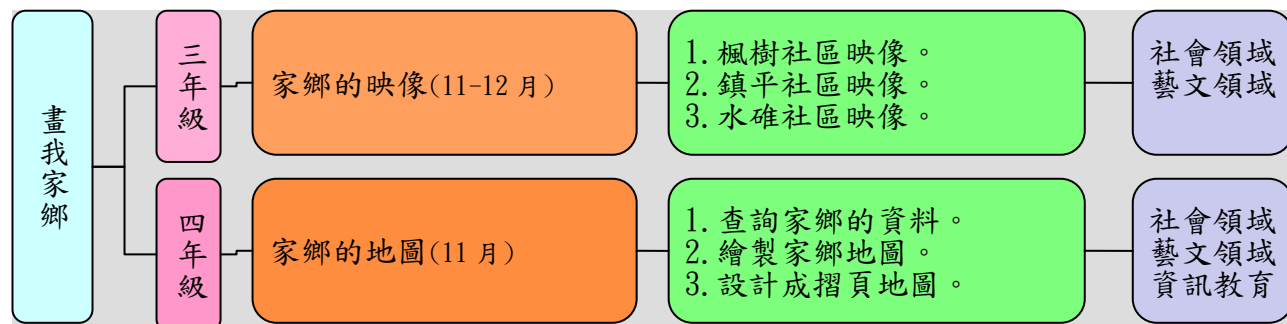 畫我家鄉
三年級
家鄉的映像(11-12月)
1.楓樹社區映像。
2.鎮平社區映像。
3.水碓社區映像。
社會領域
藝文領域
四年級
家鄉的地圖(11月)
1.查詢家鄉的資料。
2.繪製家鄉地圖。
3.設計成摺頁地圖。
社會領域
藝文領域
資訊教育